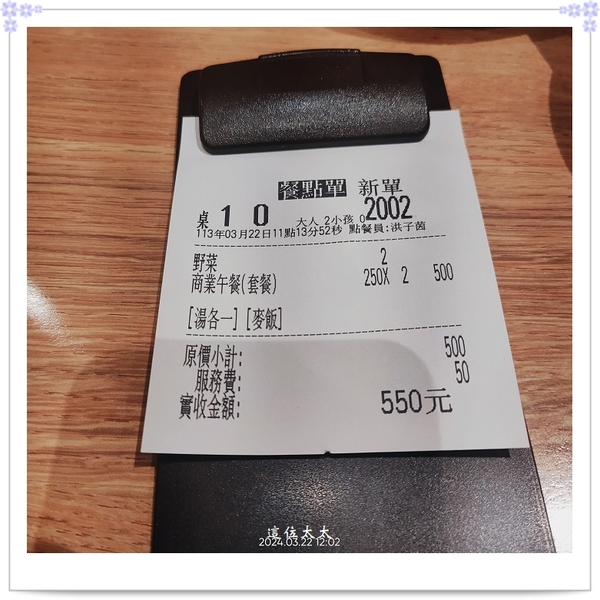 餐點單 新單
桌 10 大人 2小孩 0 2002
113年03月22日11點13分52秒 點餐員:洪子茵
野菜 2
商業午餐(套餐) 250X 2 500
[湯各一] [麥飯]
原價小計: 500
服務費: 50
實收金額: 550元
這位太太
2024.03.22 12:02